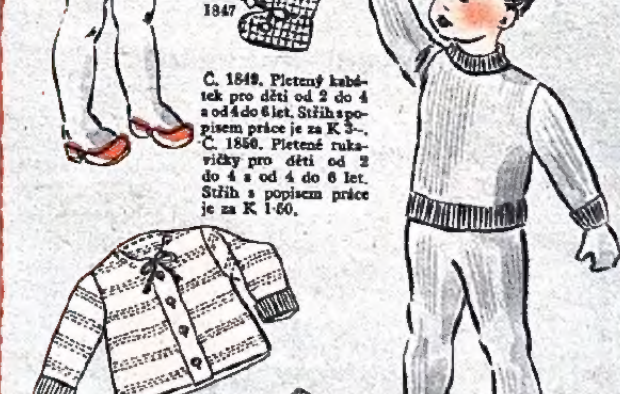 1847
Č. 1849. Pletený kabá-
tek pro děti od 2 do 4
a od 4 do 6 let. Střih s po-
pisem práce je za K 3-.
Č. 1850. Pletené ruka-
vičky pro děti od 2
do 4 a od 4 do 6 let.
Střih s popisem práce
je za K 1·60.